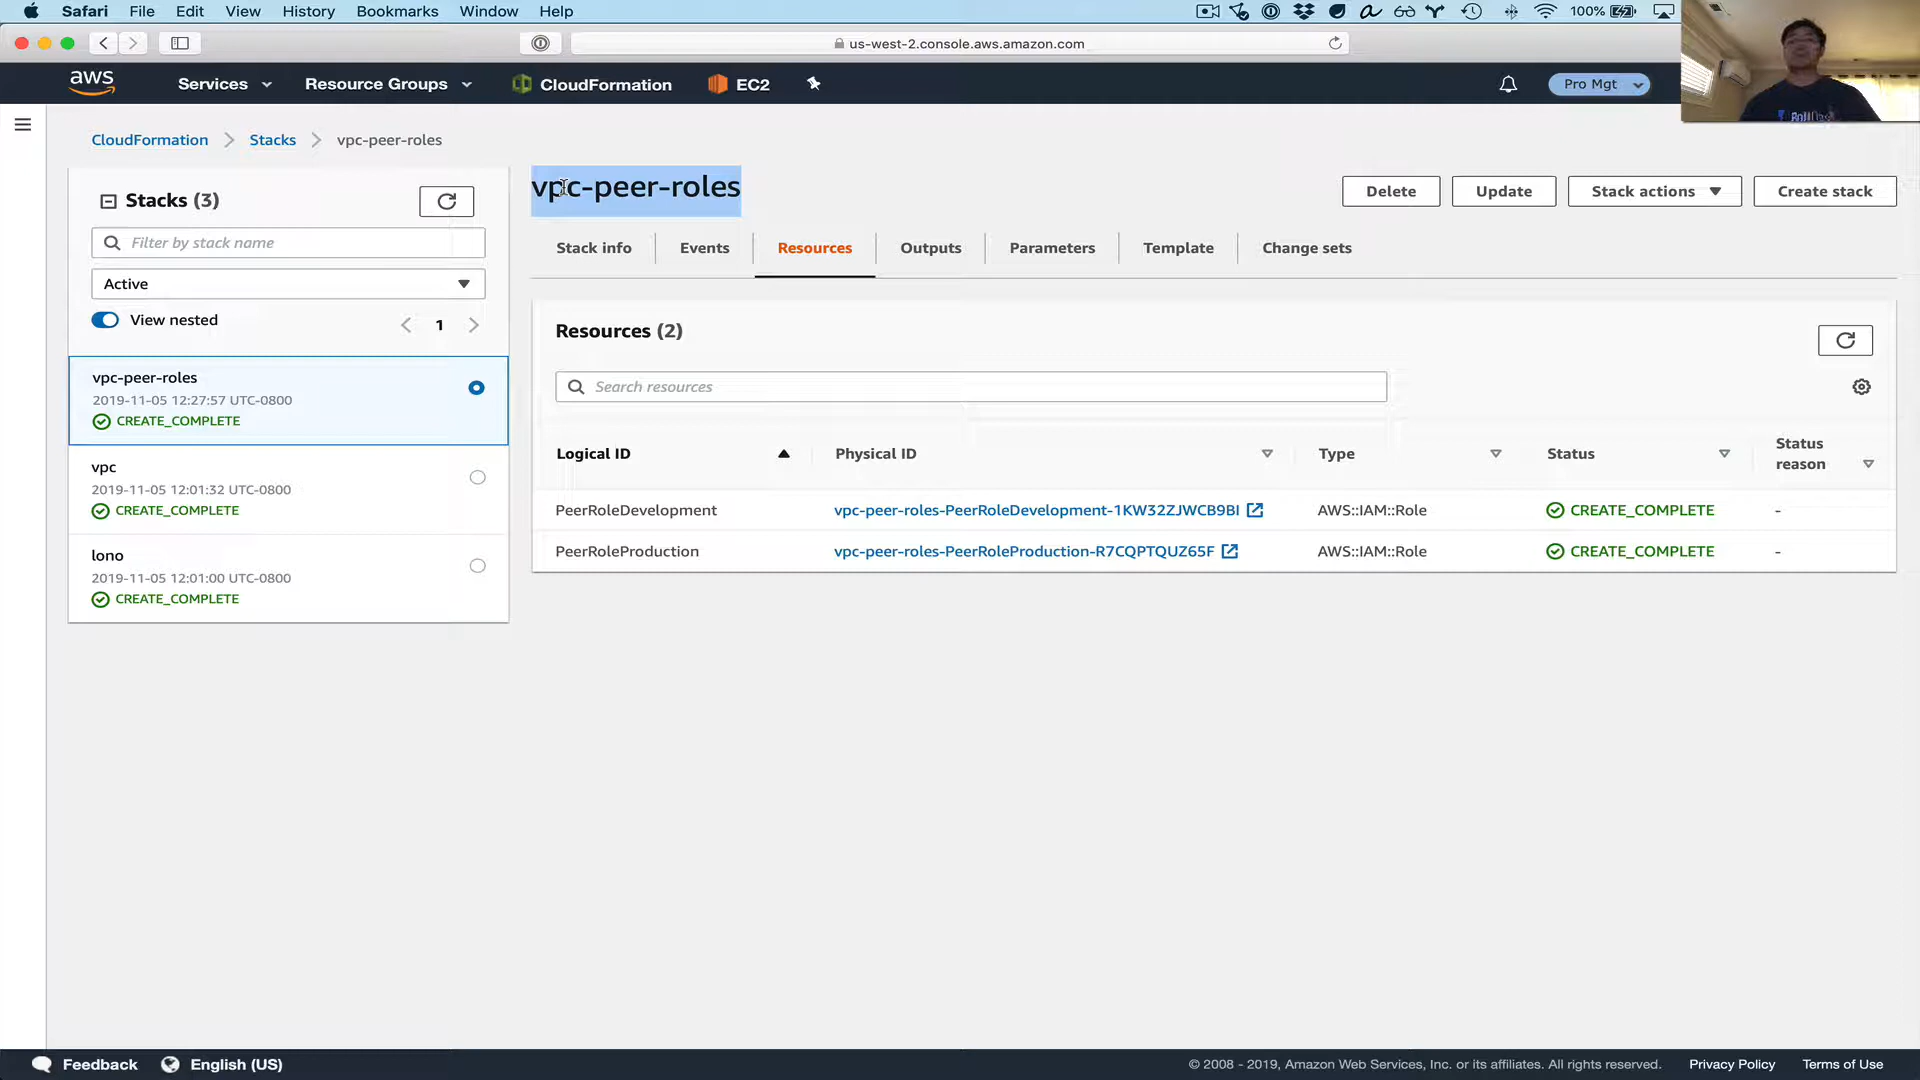 Safari File Edit View History Bookmarks Window Help 100%
us-west-2.console.aws.amazon.com
aws Services Resource Groups CloudFormation EC2 Pro Mgt
CloudFormation Stacks vpc-peer-roles
Stacks (3)
Filter by stack name
Active
View nested 1
vpc-peer-roles
2019-11-05 12:27:57 UTC-0800
CREATE_COMPLETE
vpc
2019-11-05 12:01:32 UTC-0800
CREATE_COMPLETE
lono
2019-11-05 12:01:00 UTC-0800
CREATE_COMPLETE
vpc-peer-roles
Delete Update Stack actions Create stack
Stack info Events Resources Outputs Parameters Template Change sets
Resources (2)
Search resources
Logical ID Physical ID Type Status Status reason
PeerRoleDevelopment vpc-peer-roles-PeerRoleDevelopment-1KW32ZJWCB9BI AWS::IAM::Role CREATE_COMPLETE -
PeerRoleProduction vpc-peer-roles-PeerRoleProduction-R7CQPTQUZ65F AWS::IAM::Role CREATE_COMPLETE -
Feedback English (US) © 2008 - 2019, Amazon Web Services, Inc. or its affiliates. All rights reserved. Privacy Policy Terms of Use